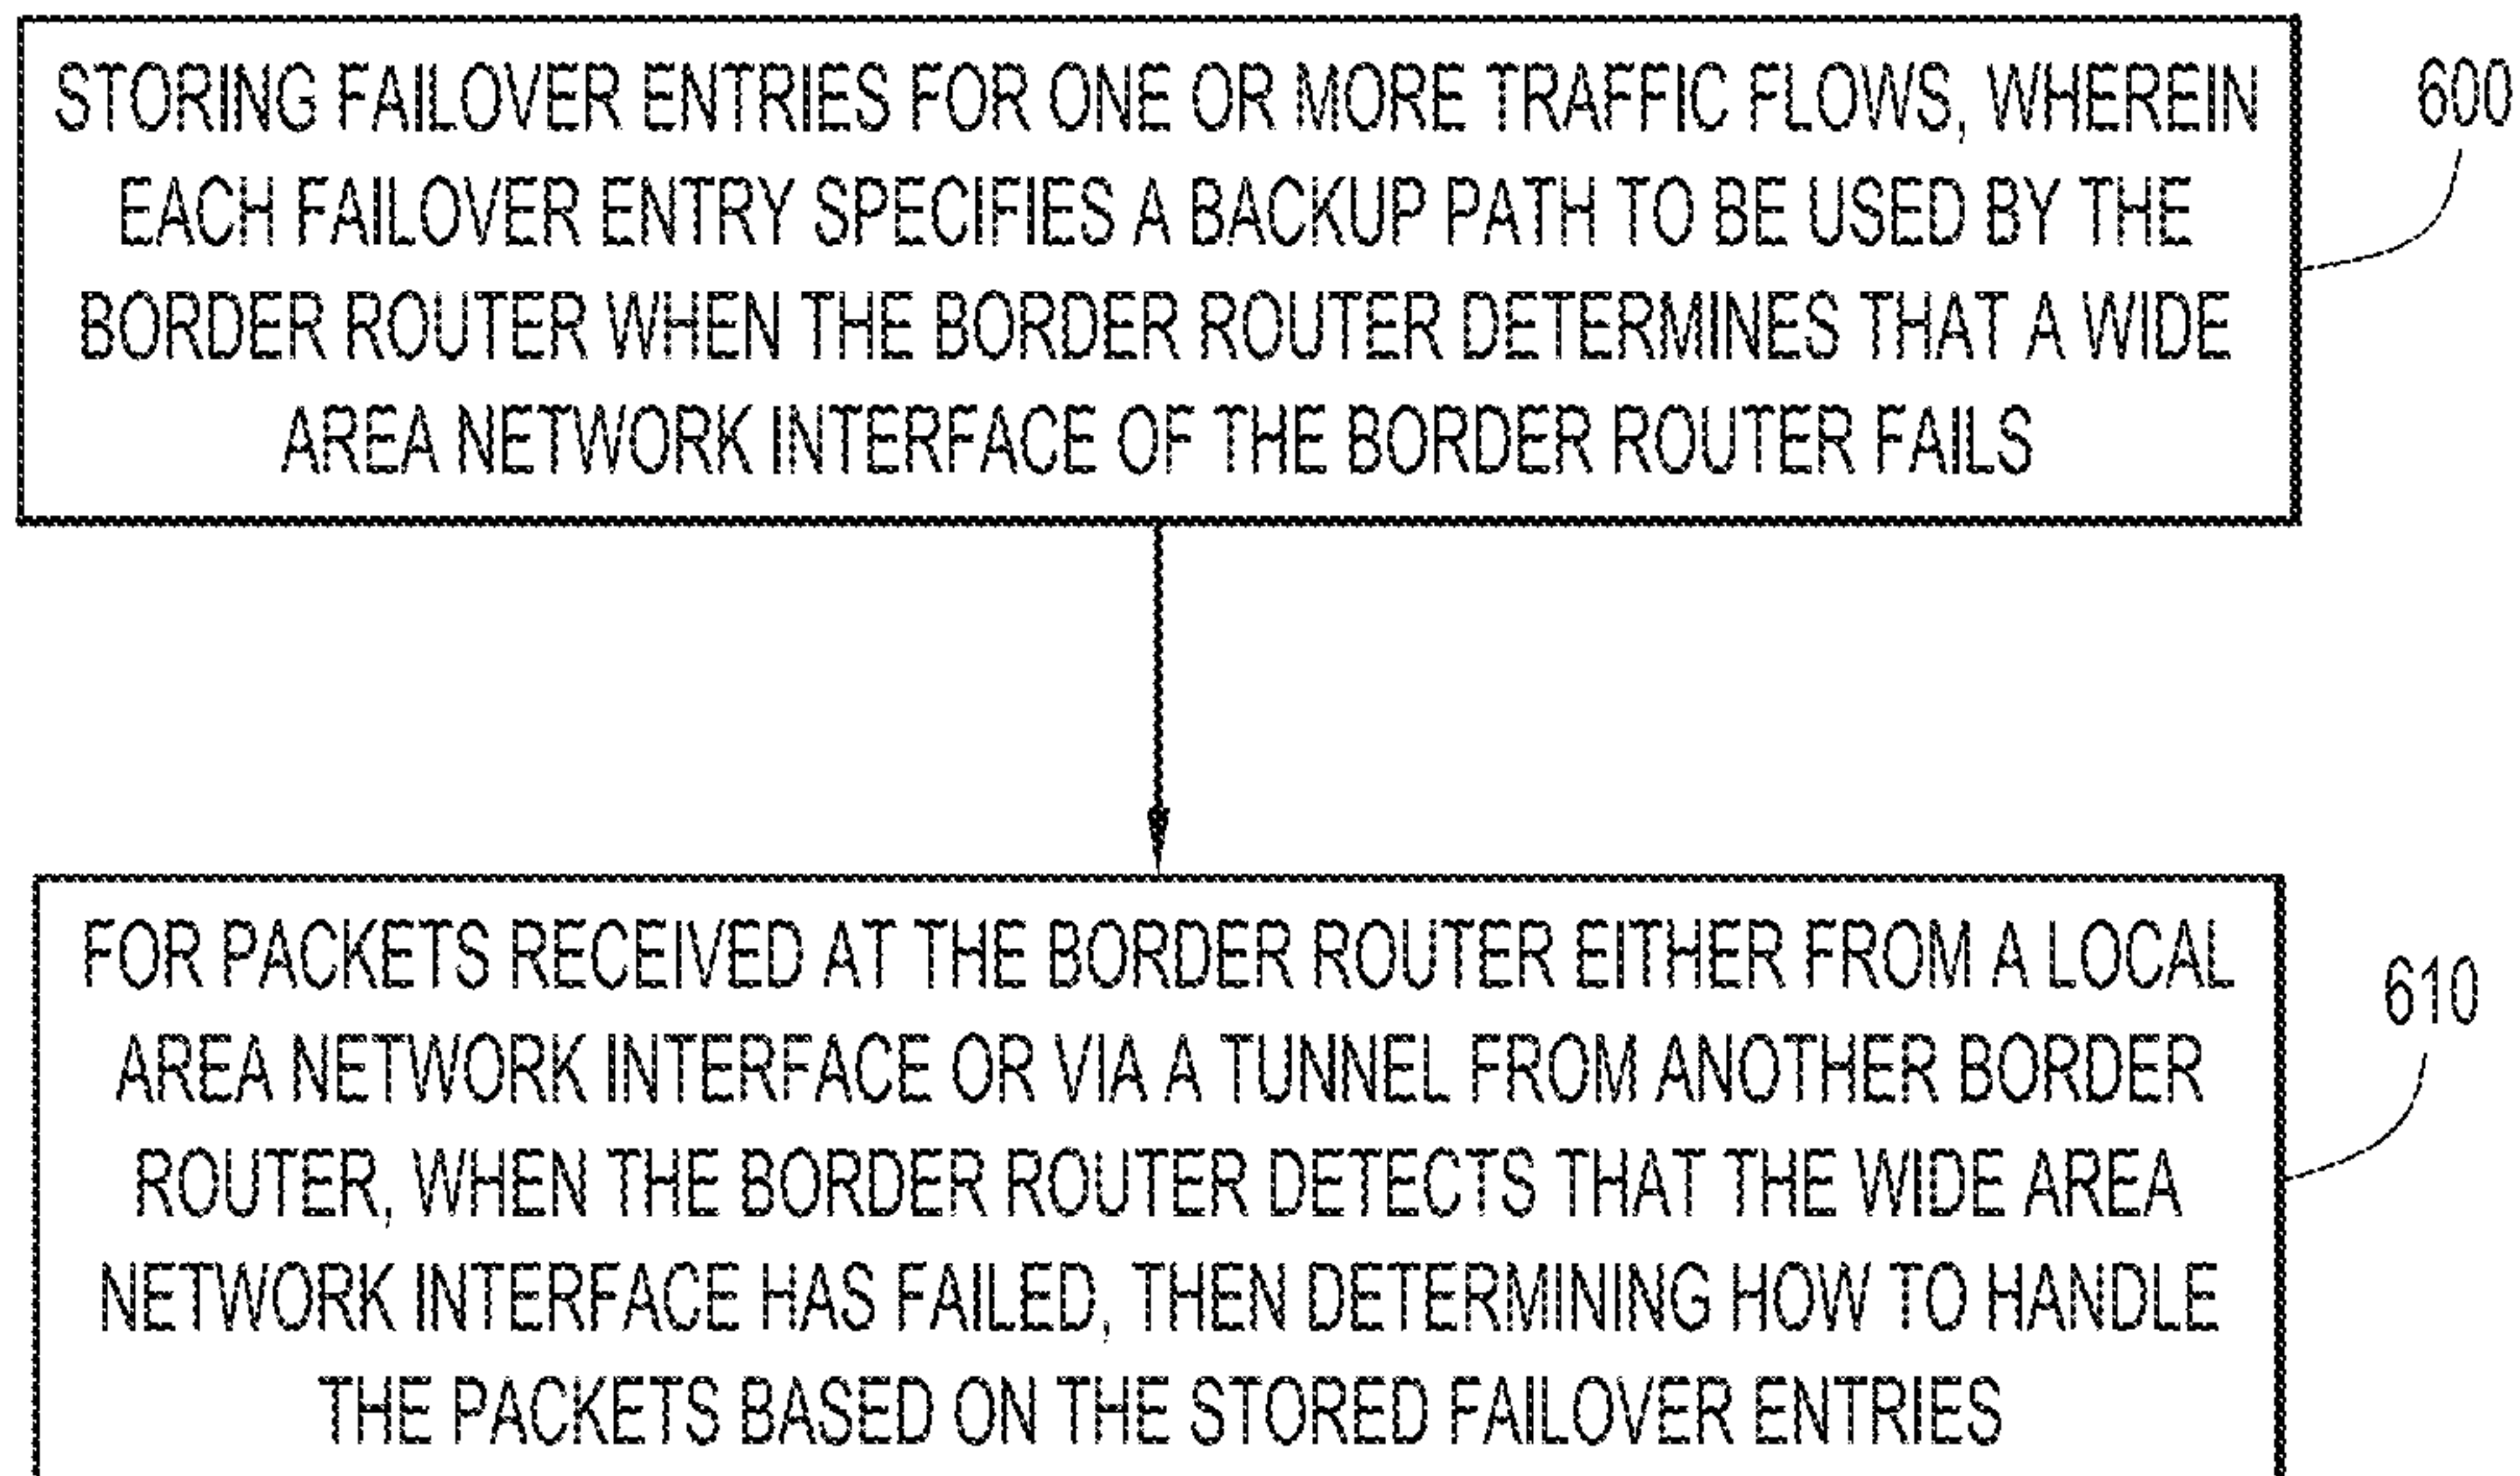 STORING FAILOVER ENTRIES FOR ONE OR MORE TRAFFIC FLOWS, WHEREIN
EACH FAILOVER ENTRY SPECIFIES A BACKUP PATH TO BE USED BY THE
BORDER ROUTER WHEN THE BORDER ROUTER DETERMINES THAT A WIDE
AREA NETWORK INTERFACE OF THE BORDER ROUTER FAILS
600
FOR PACKETS RECEIVED AT THE BORDER ROUTER EITHER FROM A LOCAL
AREA NETWORK INTERFACE OR VIA A TUNNEL FROM ANOTHER BORDER
ROUTER, WHEN THE BORDER ROUTER DETECTS THAT THE WIDE AREA
NETWORK INTERFACE HAS FAILED, THEN DETERMINING HOW TO HANDLE
THE PACKETS BASED ON THE STORED FAILOVER ENTRIES
610